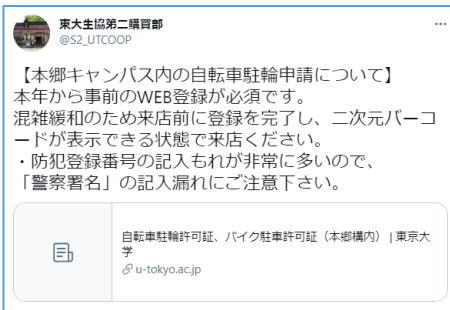 東大生協第二購買部
@S2_UTCOOP
【本郷キャンパス内の自転車駐輪申請について】
本年から事前のWEB登録が必須です。
混雑緩和のため来店前に登録を完了し、二次元バーコ
ードが表示できる状態で来店ください。
・防犯登録番号の記入もれが非常に多いので、
「警察署名」の記入漏れにご注意下さい。
自転車駐輪許可証、バイク駐車許可証（本郷構内） | 東京大
学
u-tokyo.ac.jp